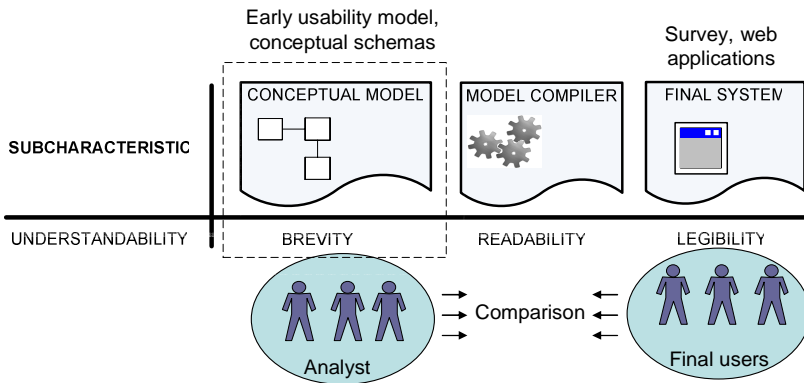 Early usability model,
conceptual schemas
Survey, web
applications
CONCEPTUAL MODEL
MODEL COMPILER
FINAL SYSTEM
SUBCHARACTERISTIC
UNDERSTANDABILITY
BREVITY
READABILITY
LEGIBILITY
Comparison
Analyst
Final users